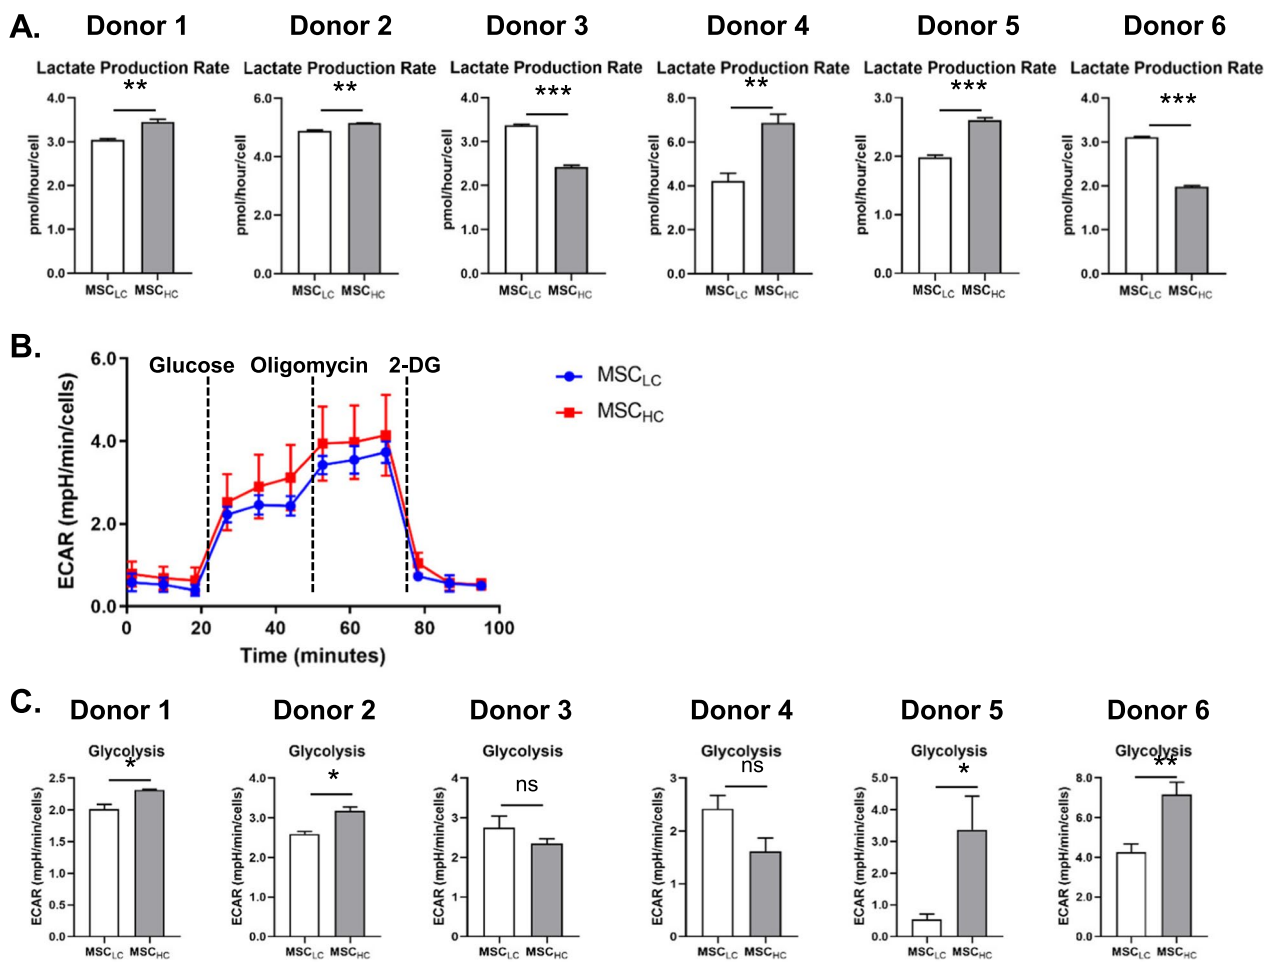 A. Donor 1 Donor 2 Donor 3 Donor 4 Donor 5 Donor 6
Lactate Production Rate Lactate Production Rate Lactate Production Rate Lactate Production Rate Lactate Production Rate Lactate Production Rate
** ** *** ** *** ***
pmol/hour/cell pmol/hour/cell pmol/hour/cell pmol/hour/cell pmol/hour/cell pmol/hour/cell
4.0 6.0 4.0 8.0 3.0 4.0
3.0 4.0 3.0 6.0 2.0 3.0
2.0 2.0 2.0 4.0 1.0 2.0
1.0 0.0 1.0 2.0 0.0 1.0
0.0 0.0 0.0 0.0
MSCLC MSCHC MSCLC MSCHC MSCLC MSCHC MSCLC MSCHC MSCLC MSCHC MSCLC MSCHC
B.
Glucose Oligomycin 2-DG
MSCLC
MSCHC
ECAR (mpH/min/cells)
6.0
4.0
2.0
0.0
0 20 40 60 80 100
Time (minutes)
C. Donor 1 Donor 2 Donor 3 Donor 4 Donor 5 Donor 6
Glycolysis Glycolysis Glycolysis Glycolysis Glycolysis Glycolysis
* * ns ns * **
ECAR (mpH/min/cells) ECAR (mpH/min/cells) ECAR (mpH/min/cells) ECAR (mpH/min/cells) ECAR (mpH/min/cells) ECAR (mpH/min/cells)
2.5 4.0 4 3 5.0 8.0
2.0 3.0 3 2 4.0 6.0
1.5 2.0 2 1 3.0 4.0
1.0 1.0 1 0 2.0 2.0
0.5 0.0 0 1.0 0.0
0.0 0.0
MSCLC MSCHC MSCLC MSCHC MSCLC MSCHC MSCLC MSCHC MSCLC MSCHC MSCLC MSCHC